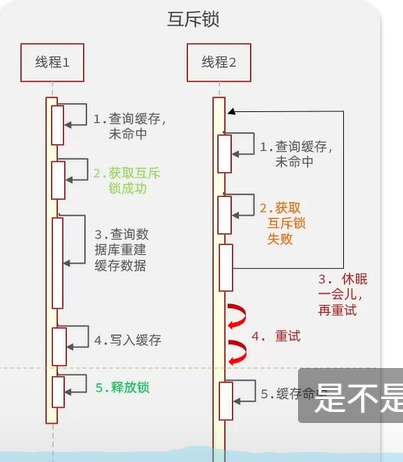 互斥锁
线程1
线程2
1.查询缓存，
未命中
2.获取互斥
锁成功
3.查询数
据库重建
缓存数据
4.写入缓存
5.释放锁
1.查询缓存，
未命中
2.获取
互斥锁
失败
3. 休眠
一会儿，
再重试
4. 重试
5.缓存命
是不是